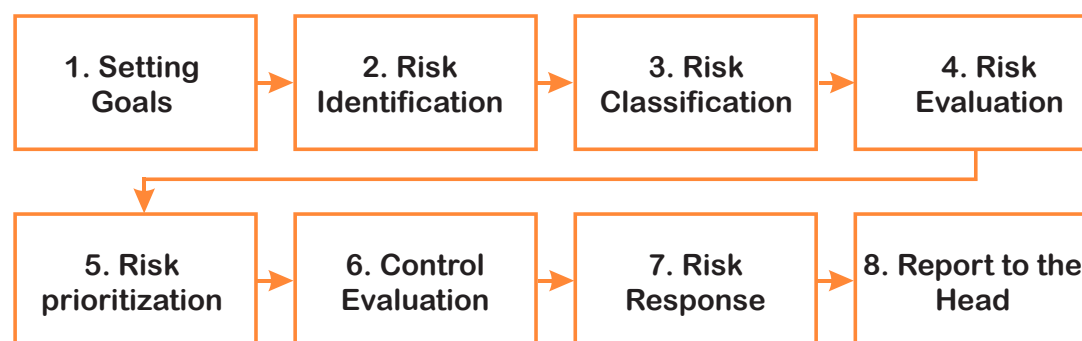 1. Setting
Goals
2. Risk
Identification
3. Risk
Classification
4. Risk
Evaluation
5. Risk
prioritization
6. Control
Evaluation
7. Risk
Response
8. Report to the
Head